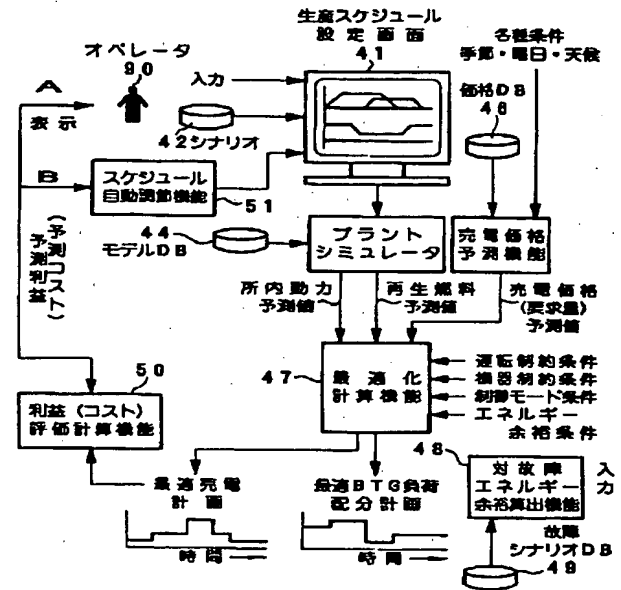 生産スケジュール
設定画面
41
オペレータ
90
入力
各種条件
季節・曜日・天候
A
表示
42シナリオ
価格DB
46
B
スケジュール
自動調節機能
51
44
モデルDB
プラント
シミュレータ
充電価格
予測機能
予測利益
(予測コスト)
所内動力
予測値
再生燃料
予測値
充電価格
(要求量)
予測値
47
最適化
計算機能
運転制約条件
機器制約条件
制御モード条件
エネルギー
余裕条件
50
利益(コスト)
評価計算機能
48
対故障
エネルギー
余裕算出機能
入力
最適充電
計画
時間
最適BTG負荷
配分計画
時間
故障
シナリオDB
49